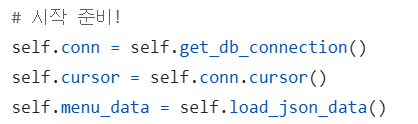 # 시작 준비!
self.conn = self.get_db_connection()
self.cursor = self.conn.cursor()
self.menu_data = self.load_json_data()